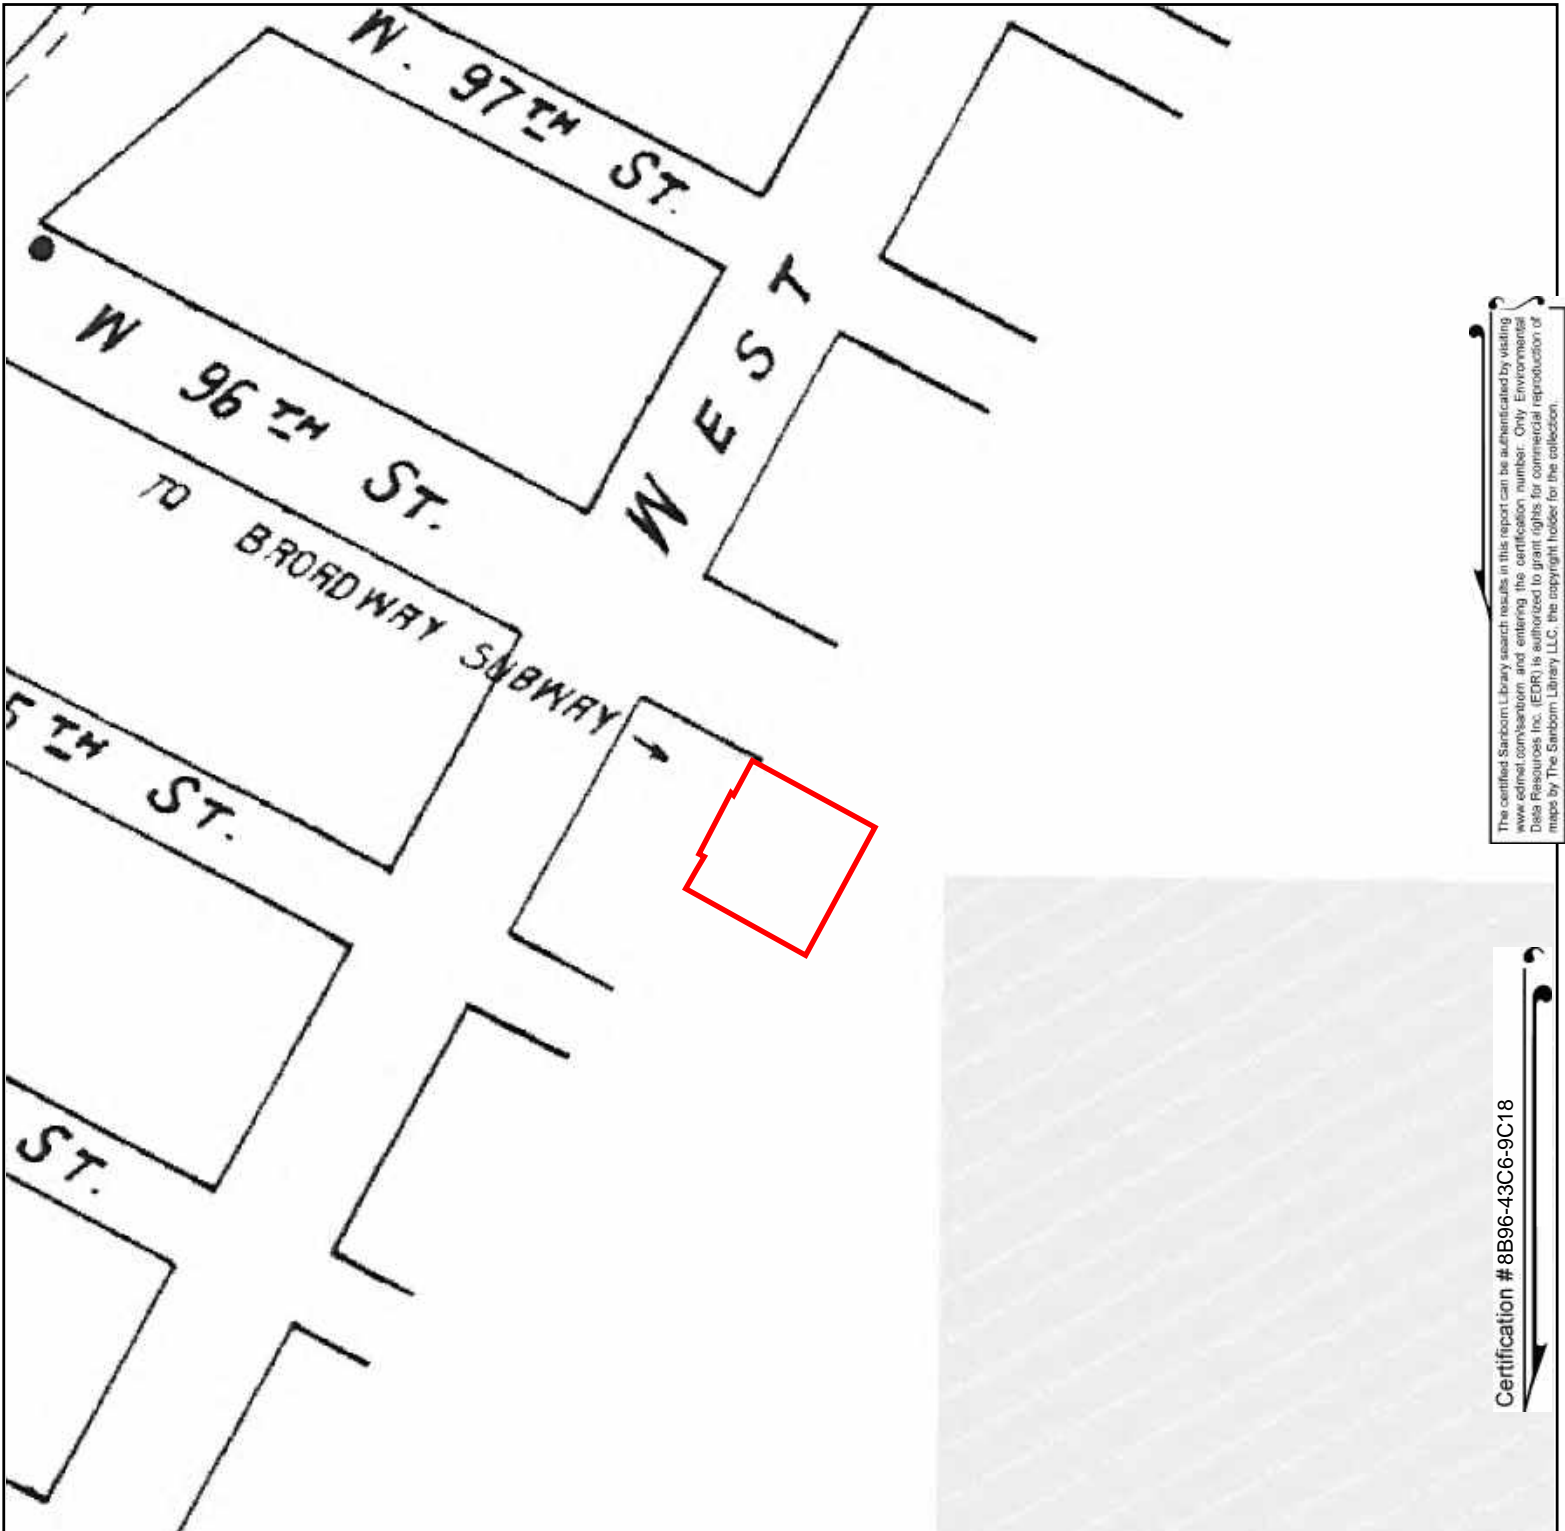 W. 97TH ST.
WEST
W 96TH ST.
TO BRORDWRY SUBWRY
5TH ST.
ST.
The certified Sanborn Library search results in this report can be authenticated by visiting
www.edrnet.com/sanborn and entering the certification number. Only Environmental
Data Resources Inc. (EDR) is authorized to grant rights for commercial reproduction of
maps by The Sanborn Library LLC, the copyright holder for the collection.
Certification # 8B96-43C6-9C18